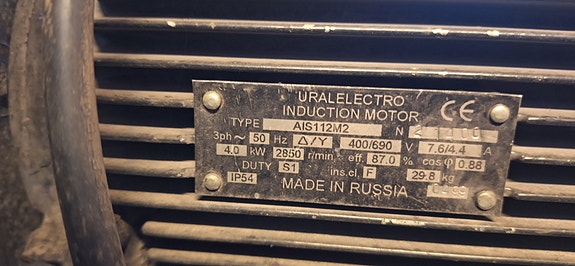 URALELECTRO
INDUCTION MOTOR CE
TYPE AIS112M2 N
3ph~ 50 Hz Δ/Y 400/690 V 7.6/4.4 A
4.0 kW 2850 r/min. eff. 87.0 % cos φ 0.88
DUTY S1 ins.cl. F 29.8 kg
IP54 MADE IN RUSSIA